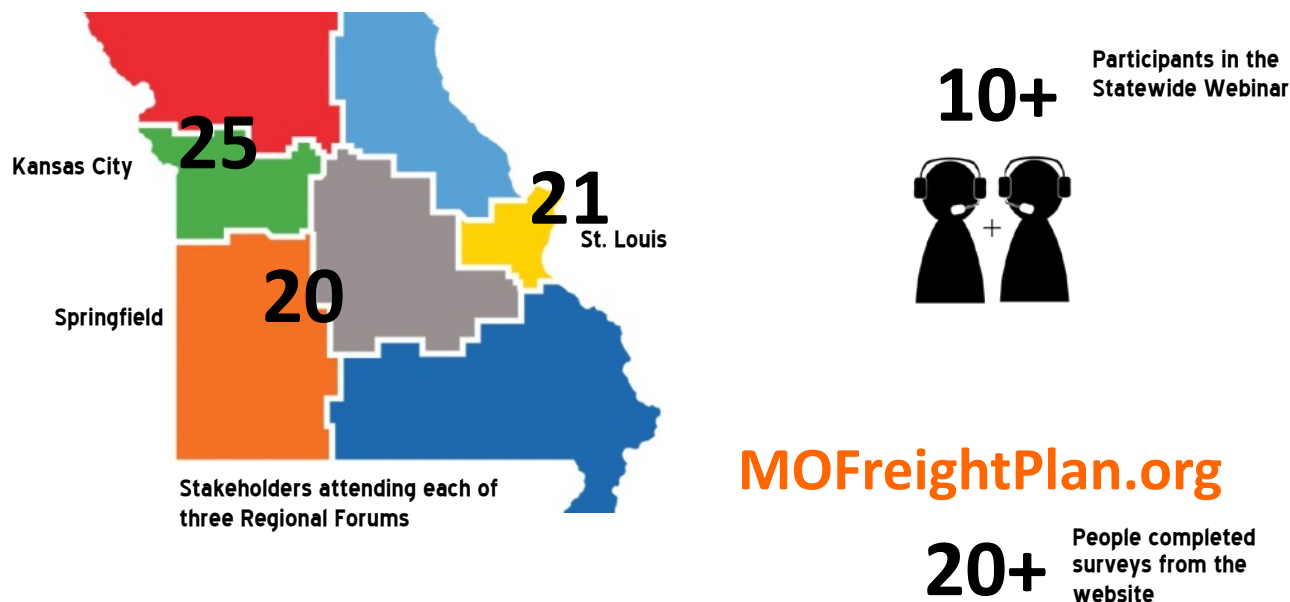 25
Kansas City
21
St. Louis
20
Springfield
Stakeholders attending each of
three Regional Forums
10+
Participants in the
Statewide Webinar
+
MOFreightPlan.org
20+
People completed
surveys from the
website